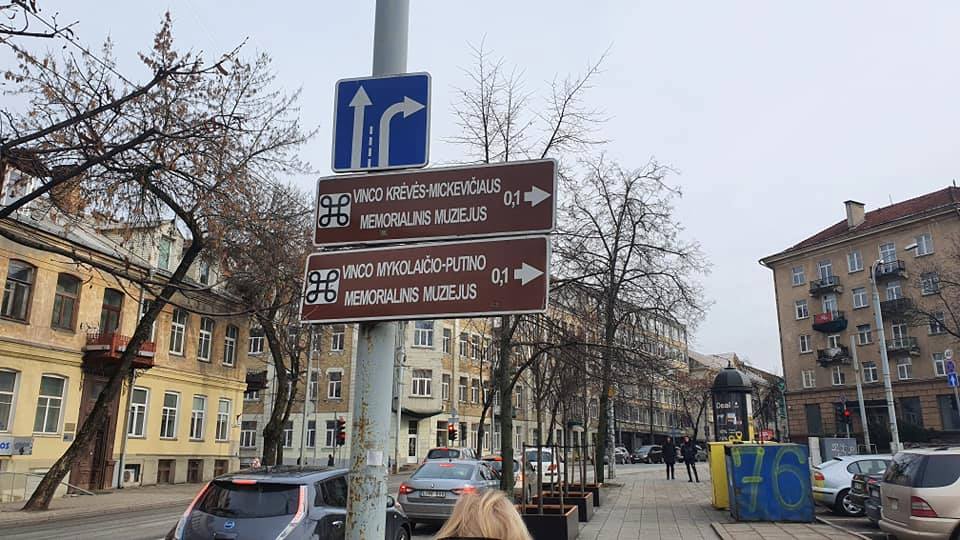 VINCO KRĖVĖS-MICKEVIČIAUS
MEMORIALINIS MUZIEJUS
0,1
VINCO MYKOLAIČIO-PUTINO
MEMORIALINIS MUZIEJUS
0,1
76